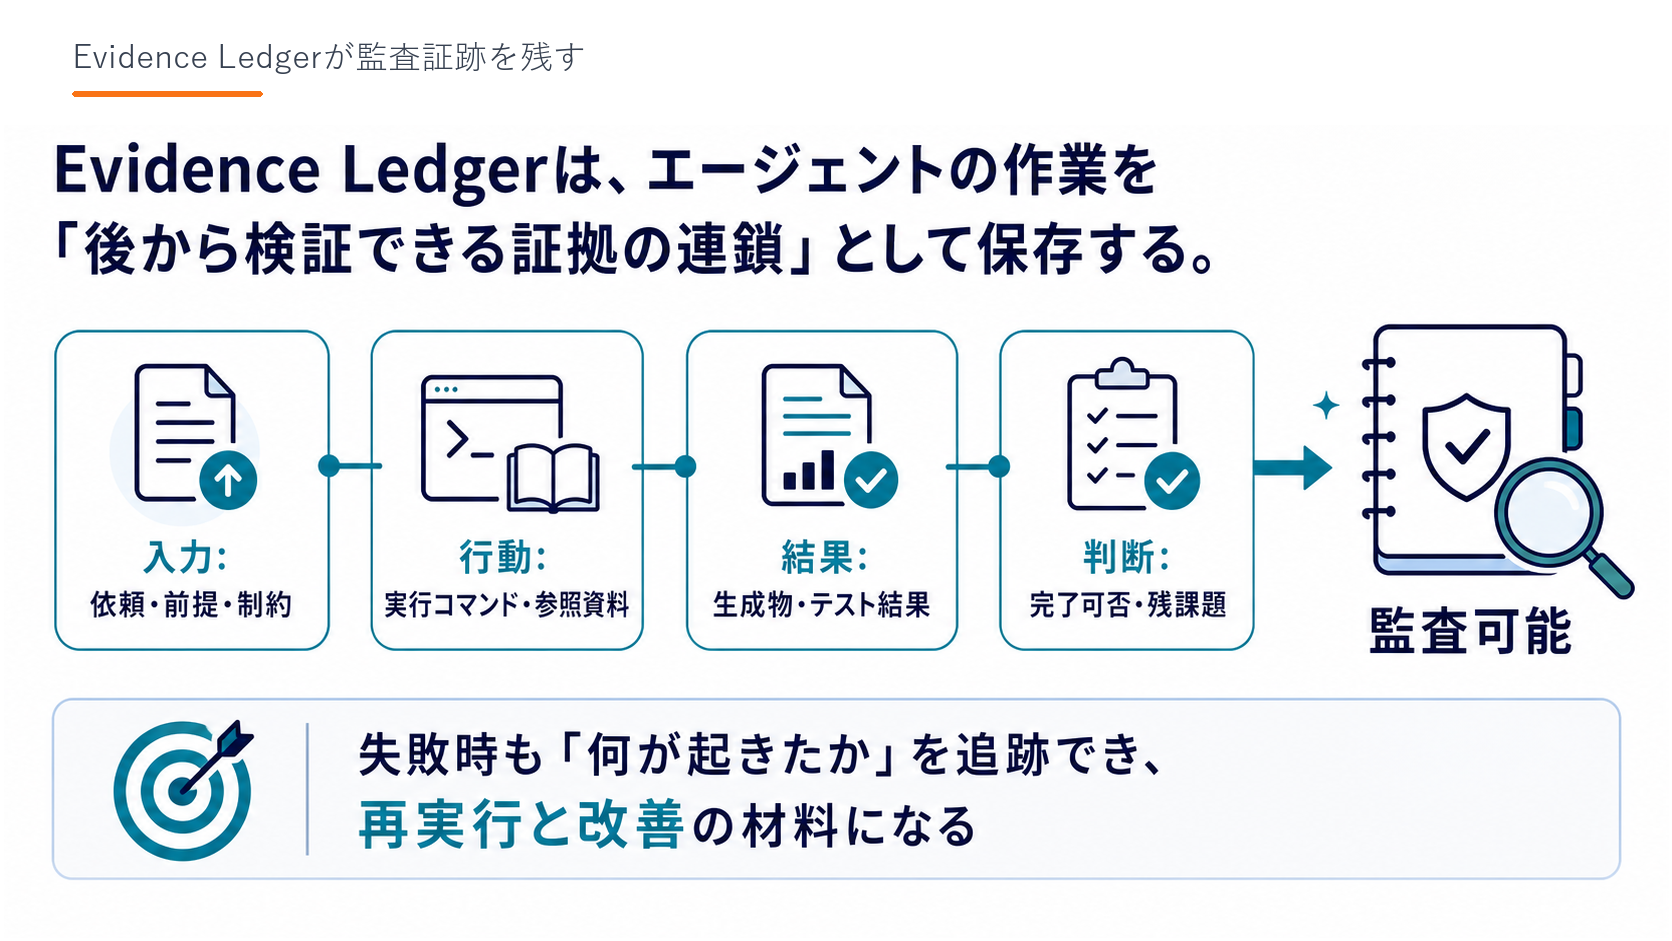 Evidence Ledgerが監査証跡を残す
Evidence Ledgerは、エージェントの作業を
「後から検証できる証拠の連鎖」として保存する。
入力:
依頼・前提・制約
行動:
実行コマンド・参照資料
結果:
生成物・テスト結果
判断:
完了可否・残課題
監査可能
失敗時も「何が起きたか」を追跡でき、
再実行と改善の材料になる